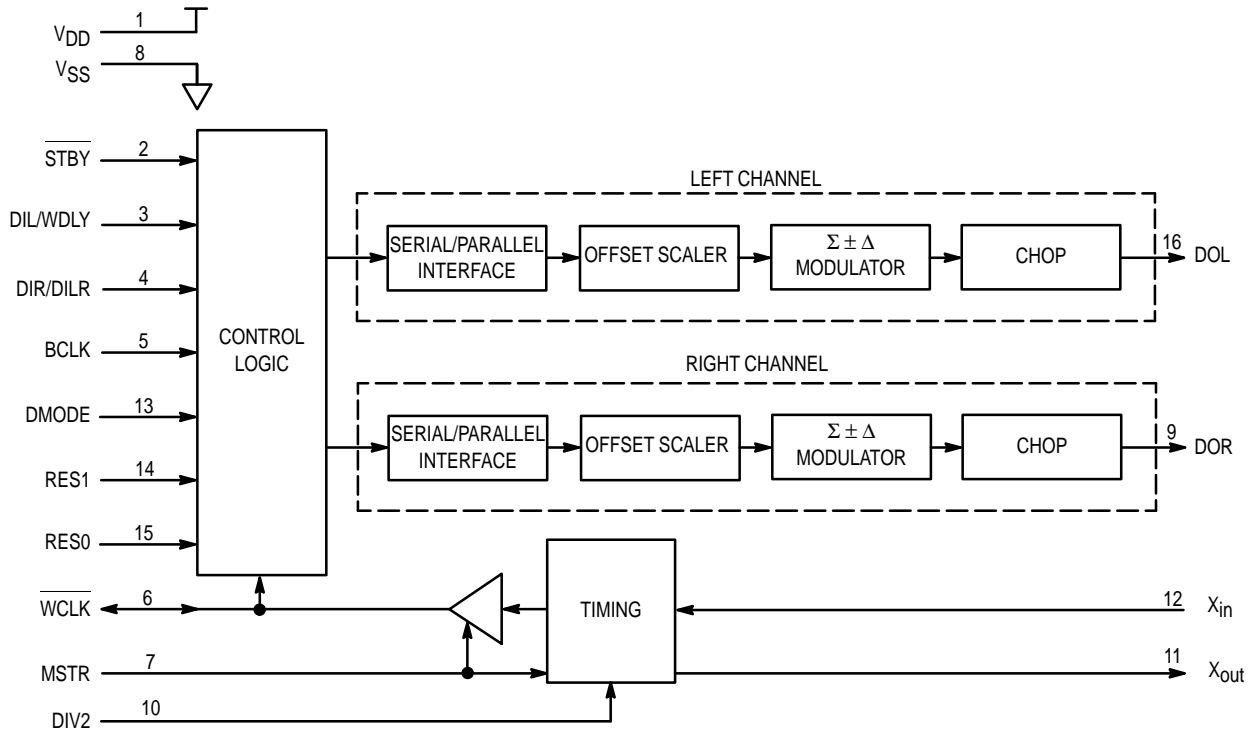 1
VDD
8
VSS
STBY 2
DIL/WDLY 3
DIR/DILR 4
BCLK 5
DMODE 13
RES1 14
RES0 15
WCLK 6
MSTR 7
DIV2 10
CONTROL
LOGIC
LEFT CHANNEL
SERIAL/PARALLEL
INTERFACE
OFFSET SCALER
Σ ± Δ
MODULATOR
CHOP
16 DOL
RIGHT CHANNEL
SERIAL/PARALLEL
INTERFACE
OFFSET SCALER
Σ ± Δ
MODULATOR
CHOP
9 DOR
TIMING
12 Xin
11 Xout